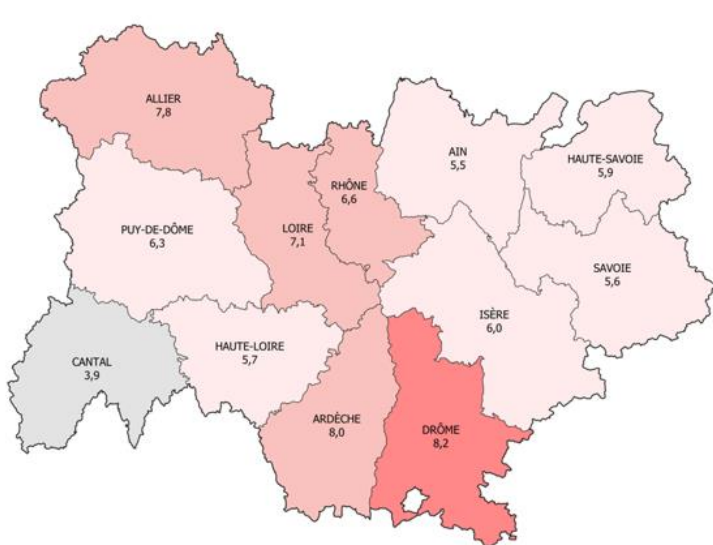 ALLIER
7,8
AIN
5,5
HAUTE-SAVOIE
5,9
RHÔNE
6,6
PUY-DE-DÔME
6,3
LOIRE
7,1
SAVOIE
5,6
ISÈRE
6,0
HAUTE-LOIRE
5,7
CANTAL
3,9
ARDÈCHE
8,0
DRÔME
8,2